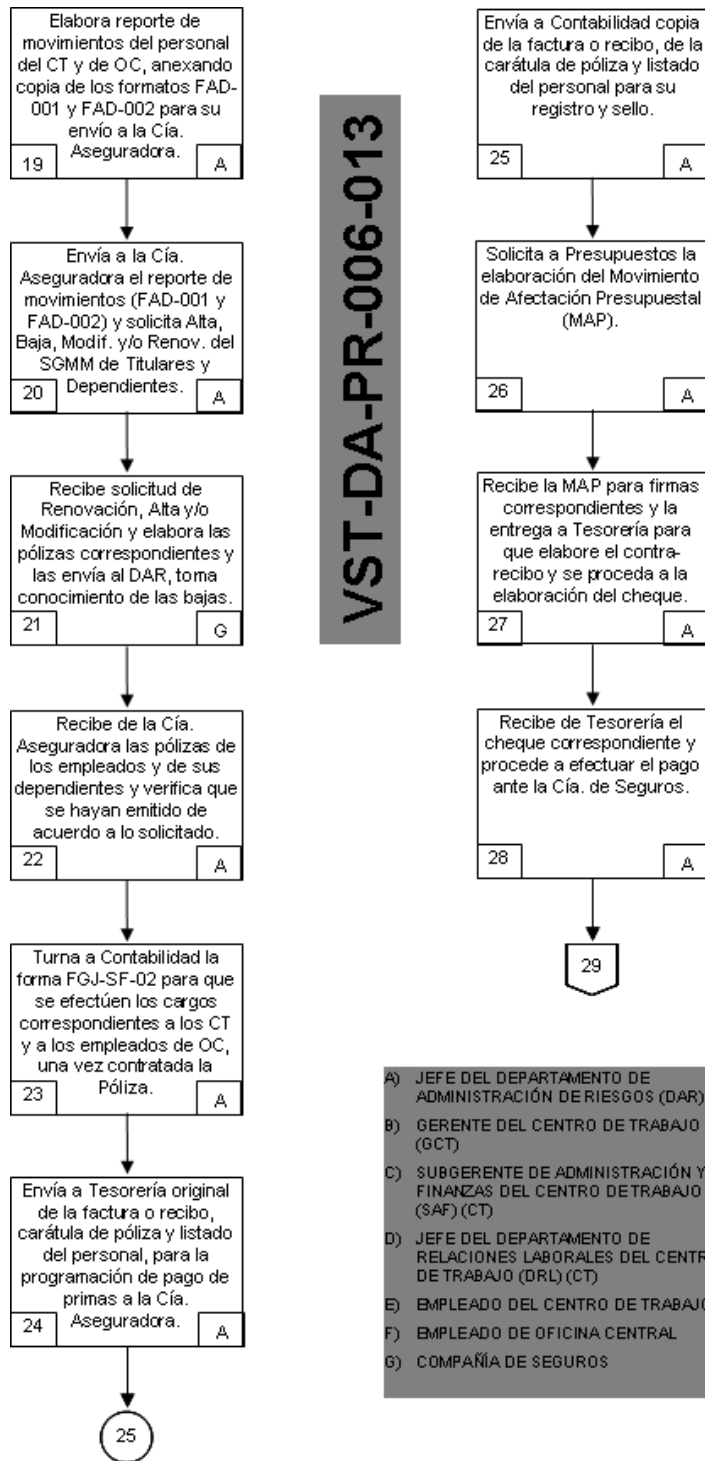 Elabora reporte de
movimientos del personal
del CT y de OC, anexando
copia de los formatos FAD-
001 y FAD-002 para su
envío a la Cía.
Aseguradora.
19
A
Envía a la Cía.
Aseguradora el reporte de
movimientos (FAD-001 y
FAD-002) y solicita Alta,
Baja, Modif. y/o Renov. del
SGMM de Titulares y
Dependientes.
20
A
Recibe solicitud de
Renovación, Alta y/o
Modificación y elabora las
pólizas correspondientes y
las envía al DAR, toma
conocimiento de las bajas.
21
G
Recibe de la Cía.
Aseguradora las pólizas de
los empleados y de sus
dependientes y verifica que
se hayan emitido de
acuerdo a lo solicitado.
22
A
Turna a Contabilidad la
forma FGJ-SF-02 para que
se efectúen los cargos
correspondientes a los CT
y a los empleados de OC,
una vez contratada la
Póliza.
23
A
Envía a Tesorería original
de la factura o recibo,
carátula de póliza y listado
del personal, para la
programación de pago de
primas a la Cía.
Aseguradora.
24
A
25
VST-DA-PR-006-013
Envía a Contabilidad copia
de la factura o recibo, de la
carátula de póliza y listado
del personal para su
registro y sello.
25
A
Solicita a Presupuestos la
elaboración del Movimiento
de Afectación Presupuestal
(MAP).
26
A
Recibe la MAP para firmas
correspondientes y la
entrega a Tesorería para
que elabore el contra-
recibo y se proceda a la
elaboración del cheque.
27
A
Recibe de Tesorería el
cheque correspondiente y
procede a efectuar el pago
ante la Cía. de Seguros.
28
A
29
A) JEFE DEL DEPARTAMENTO DE
ADMINISTRACIÓN DE RIESGOS (DAR)
B) GERENTE DEL CENTRO DE TRABAJO
(GCT)
C) SUBGERENTE DE ADMINISTRACIÓN Y
FINANZAS DEL CENTRO DE TRABAJO
(SAF) (CT)
D) JEFE DEL DEPARTAMENTO DE
RELACIONES LABORALES DEL CENTR
DE TRABAJO (DRL) (CT)
E) EMPLEADO DEL CENTRO DE TRABAJO
F) EMPLEADO DE OFICINA CENTRAL
G) COMPAÑÍA DE SEGUROS